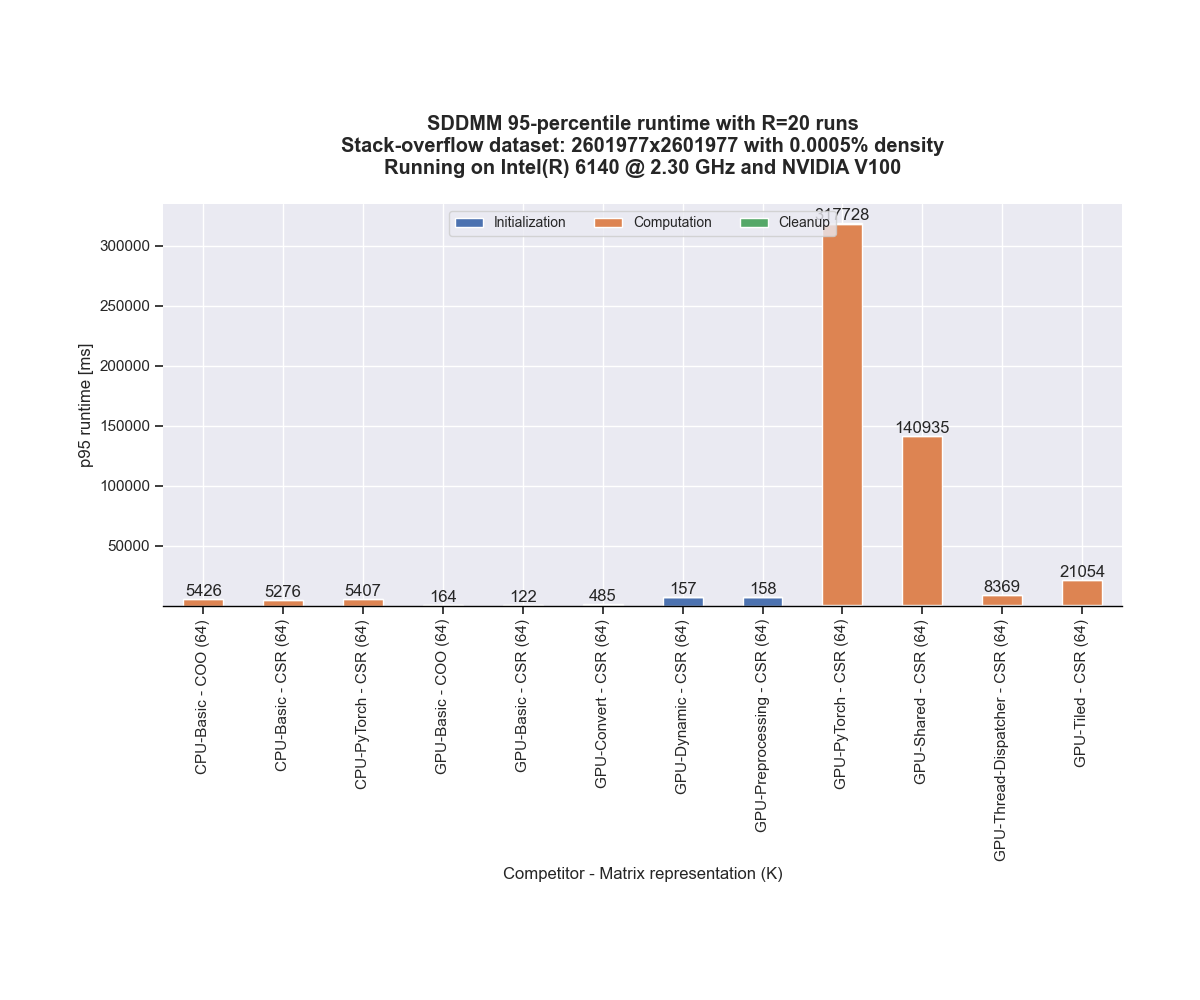 SDDMM 95-percentile runtime with R=20 runs
Stack-overflow dataset: 2601977x2601977 with 0.0005% density
Running on Intel(R) 6140 @ 2.30 GHz and NVIDIA V100
Initialization Computation Cleanup
317728
300000
250000
200000
150000
100000
50000
p95 runtime [ms]
5426
5276
5407
164
122
485
157
158
140935
8369
21054
CPU-Basic - COO (64)
CPU-Basic - CSR (64)
CPU-PyTorch - CSR (64)
GPU-Basic - COO (64)
GPU-Basic - CSR (64)
GPU-Convert - CSR (64)
GPU-Dynamic - CSR (64)
GPU-Preprocessing - CSR (64)
GPU-PyTorch - CSR (64)
GPU-Shared - CSR (64)
GPU-Thread-Dispatcher - CSR (64)
GPU-Tiled - CSR (64)
Competitor - Matrix representation (K)